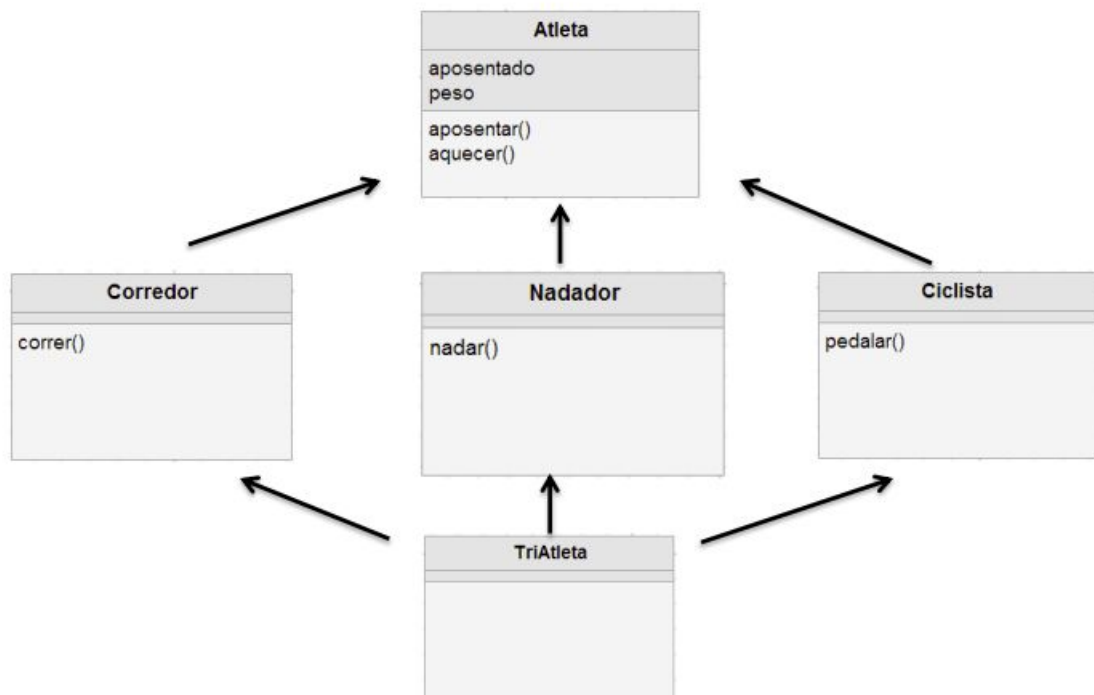 Atleta
aposentado
peso
aposentar()
aquecer()
Corredor
correr()
Nadador
nadar()
Ciclista
pedalar()
TriAtleta